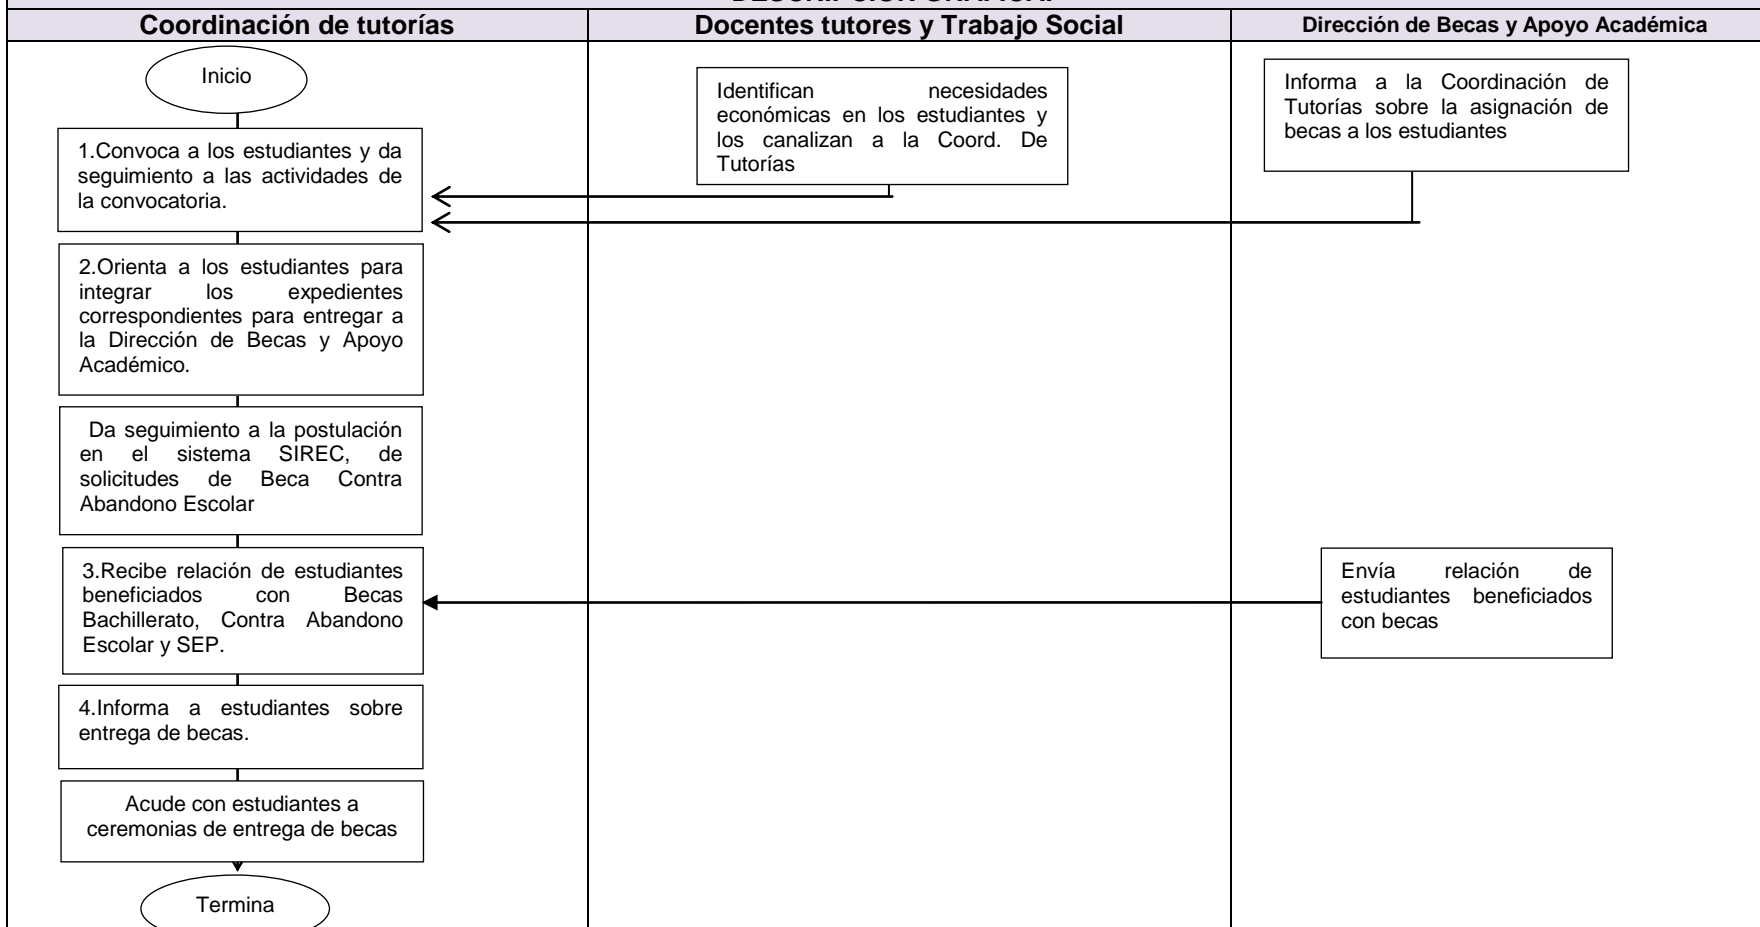 Coordinación de tutorías
Docentes tutores y Trabajo Social
Dirección de Becas y Apoyo Académica
Inicio
1.Convoca a los estudiantes y da
seguimiento a las actividades de
la convocatoria.
Identifican necesidades
económicas en los estudiantes y
los canalizan a la Coord. De
Tutorías
Informa a la Coordinación de
Tutorías sobre la asignación de
becas a los estudiantes
2.Orienta a los estudiantes para
integrar los expedientes
correspondientes para entregar a
la Dirección de Becas y Apoyo
Académico.
Da seguimiento a la postulación
en el sistema SIREC, de
solicitudes de Beca Contra
Abandono Escolar
3.Recibe relación de estudiantes
beneficiados con Becas
Bachillerato, Contra Abandono
Escolar y SEP.
Envía relación de
estudiantes beneficiados
con becas
4.Informa a estudiantes sobre
entrega de becas.
Acude con estudiantes a
ceremonias de entrega de becas
Termina